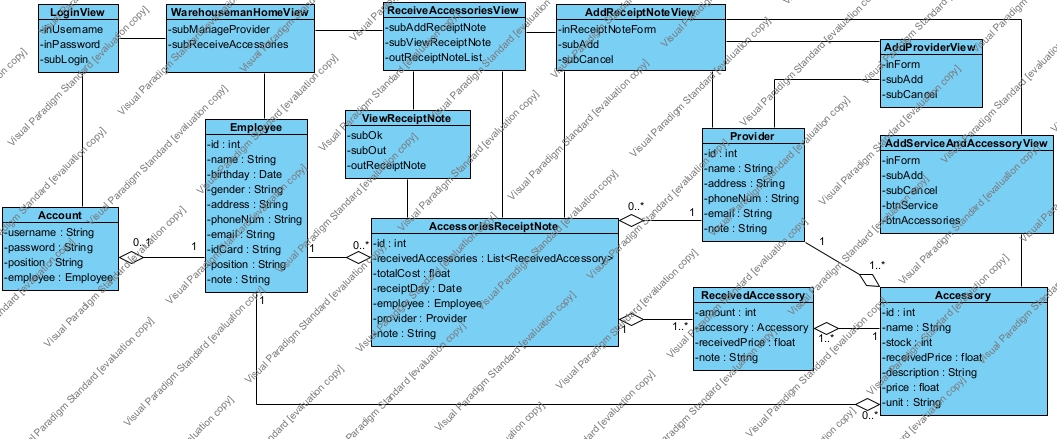 LoginView
-inUsername
-inPassword
-subLogin
WarehousemanHomeView
-subManageProvider
-subReceiveAccessories
ReceiveAccessoriesView
-subAddReceiptNote
-subViewReceiptNote
-outReceiptNoteList
AddReceiptNoteView
-inReceiptNoteForm
-subAdd
-subCancel
AddProviderView
-inForm
-subAdd
-subCancel
ViewReceiptNote
-subOk
-subOut
-outReceiptNote
Employee
-id : int
-name : String
-birthday : Date
-gender : String
-address : String
-phoneNum : String
-email : String
-idCard : String
-position : String
-note : String
Provider
-id : int
-name : String
-address : String
-phoneNum : String
-email : String
-note : String
AddServiceAndAccessoryView
-inForm
-subAdd
-subCancel
-btnService
-btnAccessories
Account
-username : String
-password : String
-position : String
-employee : Employee
0..1
1
1
0..*
AccessoriesReceiptNote
-id : int
-receivedAccessories : List<ReceivedAccessory>
-totalCost : float
-receiptDay : Date
-employee : Employee
-provider : Provider
-note : String
0..*
1
1
1..*
1
1..*
ReceivedAccessory
-amount : int
-accessory : Accessory
-receivedPrice : float
-note : String
1..*
1
Accessory
-id : int
-name : String
-stock : int
-receivedPrice : float
-description : String
-price : float
-unit : String
1
0..*
Visual Paradigm Standard [evaluation copy]